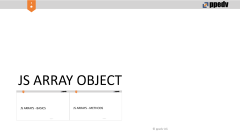 ppedv
JS ARRAY OBJECT
JS ARRAYS - BASICS
JS ARRAYS - METHODS